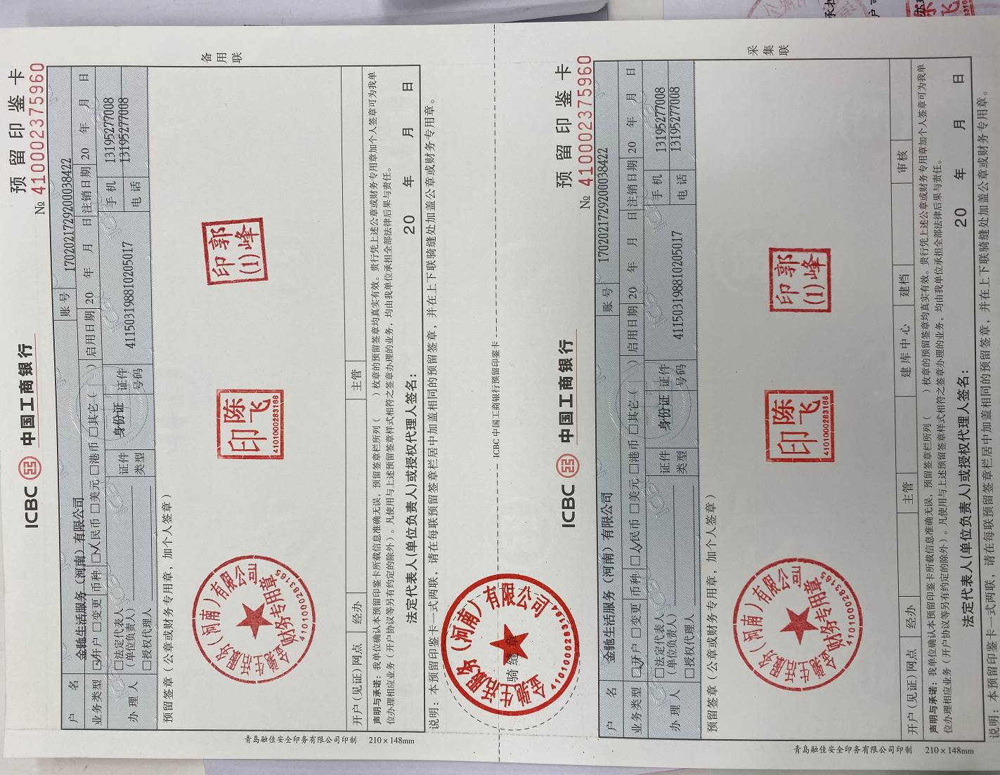 备用联
ICBC 中国工商银行 预留印鉴卡
№ 410002375960
户名 金驰生活服务（河南）有限公司 账号 1702021729200038422
业务类型 ☑开户 □变更 币种 ☑人民币 □美元 □港币 □其它（ ） 启用日期 20 年 月 日 注销日期 20 年 月 日
办理人 □法定代表人（单位负责人） 证件类型 身份证 证件号码 411503198810205017 手机 13195277008
□授权代理人 电话 13195277008
预留签章（公章或财务专用章，加个人签章）
金驰生活服务（河南）有限公司
财务专用章
4101000283165
陈飞印
4101000283168
郭峰印(1)
开户(见证)网点 经办 主管
声明与承诺：我单位确认本预留印鉴卡所载信息准确无误，预留签章栏所列（ ）枚章的预留签章均真实有效。贵行凭上述公章或财务专用章加个人签章可为我单
位办理相应业务（开户协议等另有约定的除外）。凡使用与上述预留签章样式相符之签章办理的业务，均由我单位承担全部法律后果与责任。
法定代表人(单位负责人)或授权代理人签名： 20 年 月 日
说明：本预留印鉴卡一式两联，请在每联预留签章栏居中加盖相同的预留签章，并在上下联骑缝处加盖公章或财务专用章。
青岛融佳安全印务有限公司印制 210×148mm
ICBC 中国工商银行预留印鉴卡
骑缝章
金驰生活服务（河南）有限公司
4101000283164
采集联
ICBC 中国工商银行 预留印鉴卡
№ 410002375960
户名 金驰生活服务（河南）有限公司 账号 1702021729200038422
业务类型 ☑开户 □变更 币种 ☑人民币 □美元 □港币 □其它（ ） 启用日期 20 年 月 日 注销日期 20 年 月 日
办理人 □法定代表人（单位负责人） 证件类型 身份证 证件号码 411503198810205017 手机 13195277008
□授权代理人 电话 13195277008
预留签章（公章或财务专用章，加个人签章）
金驰生活服务（河南）有限公司
财务专用章
4101000283165
陈飞印
4101000283168
郭峰印(1)
开户(见证)网点 经办 主管 建库中心 建档 审核
声明与承诺：我单位确认本预留印鉴卡所载信息准确无误，预留签章栏所列（ ）枚章的预留签章均真实有效。贵行凭上述公章或财务专用章加个人签章可为我单
位办理相应业务（开户协议等另有约定的除外）。凡使用与上述预留签章样式相符之签章办理的业务，均由我单位承担全部法律后果与责任。
法定代表人(单位负责人)或授权代理人签名： 20 年 月 日
说明：本预留印鉴卡一式两联，请在每联预留签章栏居中加盖相同的预留签章，并在上下联骑缝处加盖公章或财务专用章。
青岛融佳安全印务有限公司印制 210×148mm